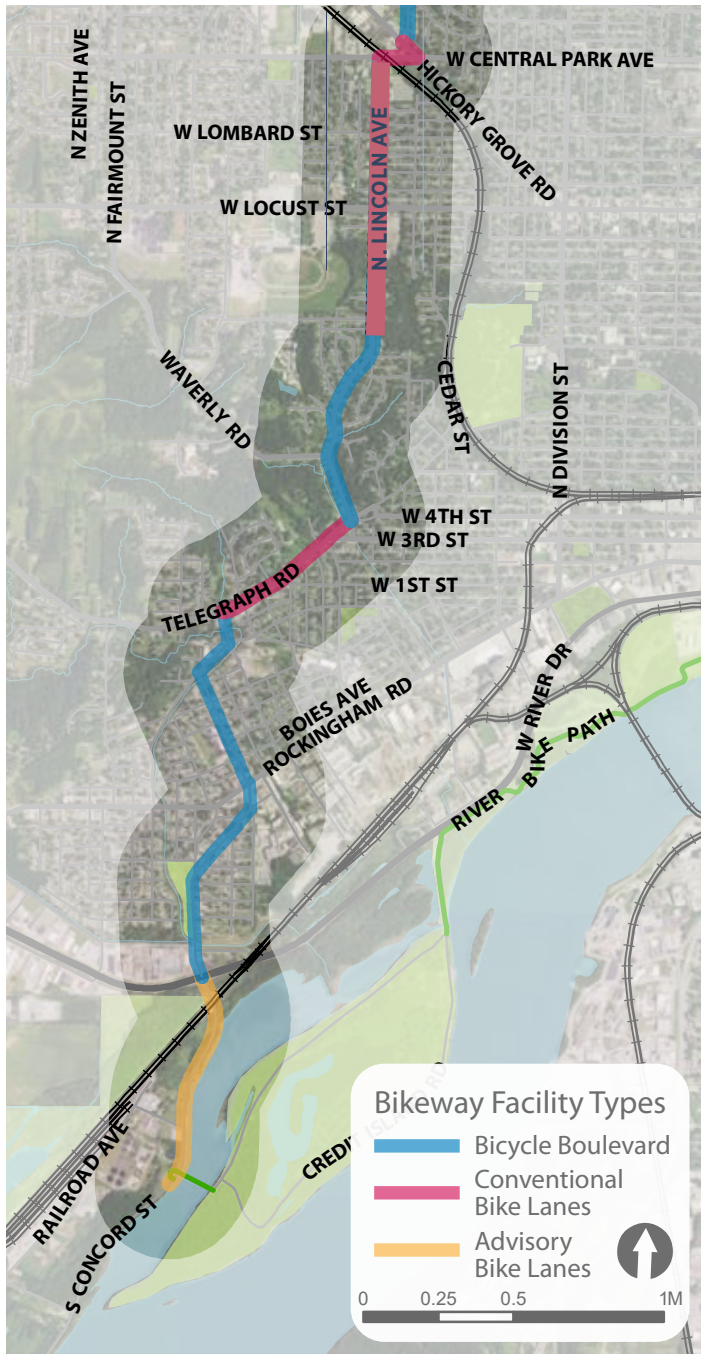 W CENTRAL PARK AVE
N ZENITH AVE
N FAIRMOUNT ST
HICKORY GROVE RD
W LOMBARD ST
N. LINCOLN AVE
W LOCUST ST
WAVERLY RD
CEDAR ST
N DIVISION ST
W 4TH ST
W 3RD ST
W 1ST ST
TELEGRAPH RD
BOIES AVE
ROCKINGHAM RD
W RIVER DR
RIVER BIKE PATH
CREDIT ISLAND RD
RAILROAD AVE
S CONCORD ST
Bikeway Facility Types
Bicycle Boulevard
Conventional
Bike Lanes
Advisory
Bike Lanes
0 0.25 0.5 1M